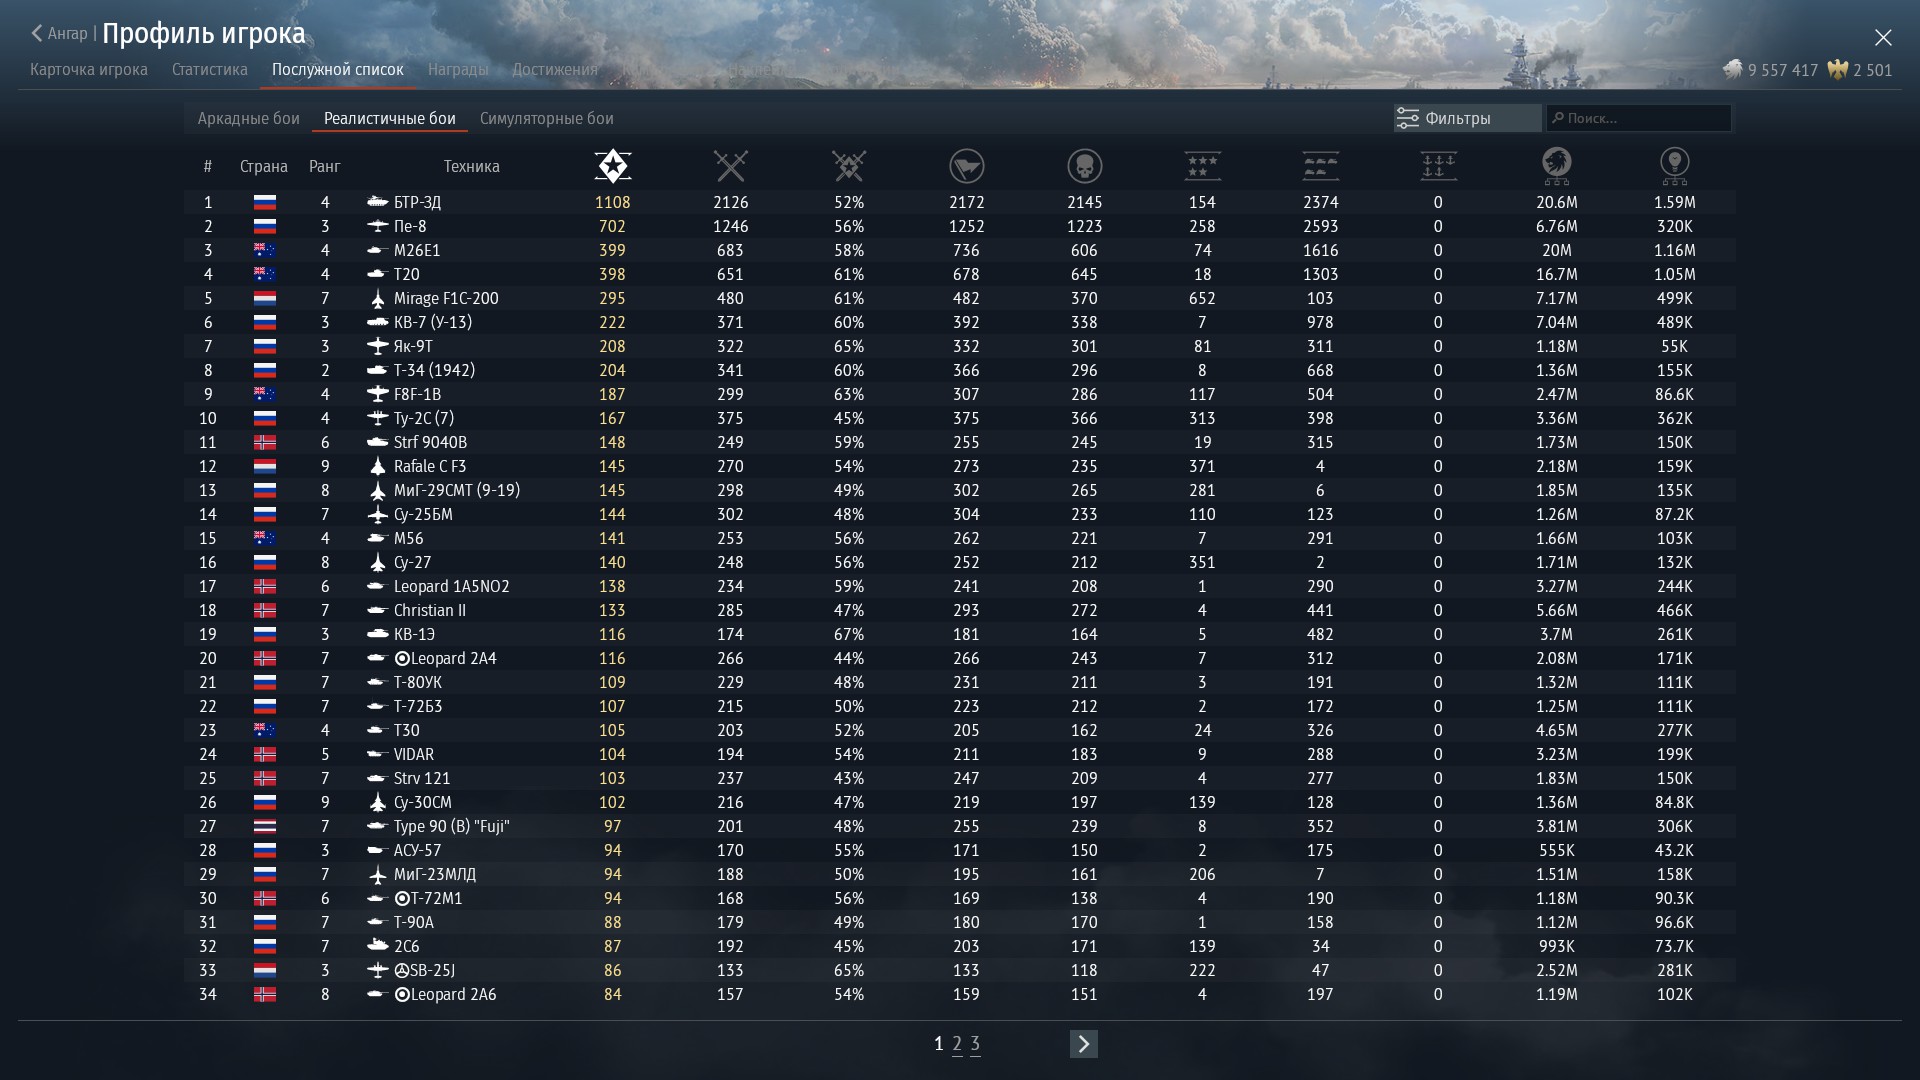 Ангар | Профиль игрока
Карточка игрока Статистика Послужной список Награды Достижения
9 557 417 2 501
Аркадные бои Реалистичные бои Симуляторные бои Фильтры Поиск...
# Страна Ранг Техника
1 4 БТР-ЗД 1108 2126 52% 2172 2145 154 2374 0 20.6M 1.59M
2 3 Пе-8 702 1246 56% 1252 1223 258 2593 0 6.76M 320K
3 4 M26E1 399 683 58% 736 606 74 1616 0 20M 1.16M
4 4 T20 398 651 61% 678 645 18 1303 0 16.7M 1.05M
5 7 Mirage F1C-200 295 480 61% 482 370 652 103 0 7.17M 499K
6 3 КВ-7 (У-13) 222 371 60% 392 338 7 978 0 7.04M 489K
7 3 Як-9Т 208 322 65% 332 301 81 311 0 1.18M 55K
8 2 Т-34 (1942) 204 341 60% 366 296 8 668 0 1.36M 155K
9 4 F8F-1B 187 299 63% 307 286 117 504 0 2.47M 86.6K
10 4 Ту-2С (7) 167 375 45% 375 366 313 398 0 3.36M 362K
11 6 Strf 9040B 148 249 59% 255 245 19 315 0 1.73M 150K
12 9 Rafale C F3 145 270 54% 273 235 371 4 0 2.18M 159K
13 8 МиГ-29СМТ (9-19) 145 298 49% 302 265 281 6 0 1.85M 135K
14 7 Су-25БМ 144 302 48% 304 233 110 123 0 1.26M 87.2K
15 4 M56 141 253 56% 262 221 7 291 0 1.66M 103K
16 8 Су-27 140 248 56% 252 212 351 2 0 1.71M 132K
17 6 Leopard 1A5NO2 138 234 59% 241 208 1 290 0 3.27M 244K
18 7 Christian II 133 285 47% 293 272 4 441 0 5.66M 466K
19 3 КВ-1Э 116 174 67% 181 164 5 482 0 3.7M 261K
20 7 Leopard 2A4 116 266 44% 266 243 7 312 0 2.08M 171K
21 7 Т-80УК 109 229 48% 231 211 3 191 0 1.32M 111K
22 7 Т-72Б3 107 215 50% 223 212 2 172 0 1.25M 111K
23 4 T30 105 203 52% 205 162 24 326 0 4.65M 277K
24 5 VIDAR 104 194 54% 211 183 9 288 0 3.23M 199K
25 7 Strv 121 103 237 43% 247 209 4 277 0 1.83M 150K
26 9 Су-30СМ 102 216 47% 219 197 139 128 0 1.36M 84.8K
27 7 Type 90 (B) "Fuji" 97 201 48% 255 239 8 352 0 3.81M 306K
28 3 АСУ-57 94 170 55% 171 150 2 175 0 555K 43.2K
29 7 МиГ-23МЛД 94 188 50% 195 161 206 7 0 1.51M 158K
30 6 T-72M1 94 168 56% 169 138 4 190 0 1.18M 90.3K
31 7 Т-90А 88 179 49% 180 170 1 158 0 1.12M 96.6K
32 7 2С6 87 192 45% 203 171 139 34 0 993K 73.7K
33 3 SB-25J 86 133 65% 133 118 222 47 0 2.52M 281K
34 8 Leopard 2A6 84 157 54% 159 151 4 197 0 1.19M 102K
1 2 3